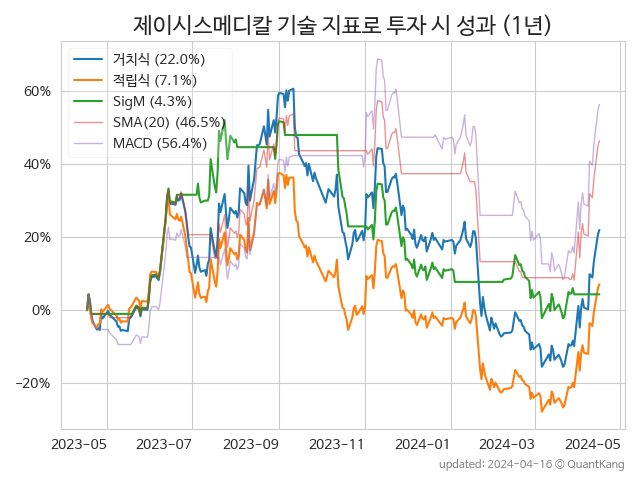 제이시스메디칼 기술 지표로 투자 시 성과 (1년)
거치식 (22.0%)
적립식 (7.1%)
SigM (4.3%)
SMA(20) (46.5%)
MACD (56.4%)
60%
40%
20%
0%
−20%
2023-05 2023-07 2023-09 2023-11 2024-01 2024-03 2024-05
updated: 2024-04-16 © QuantKang